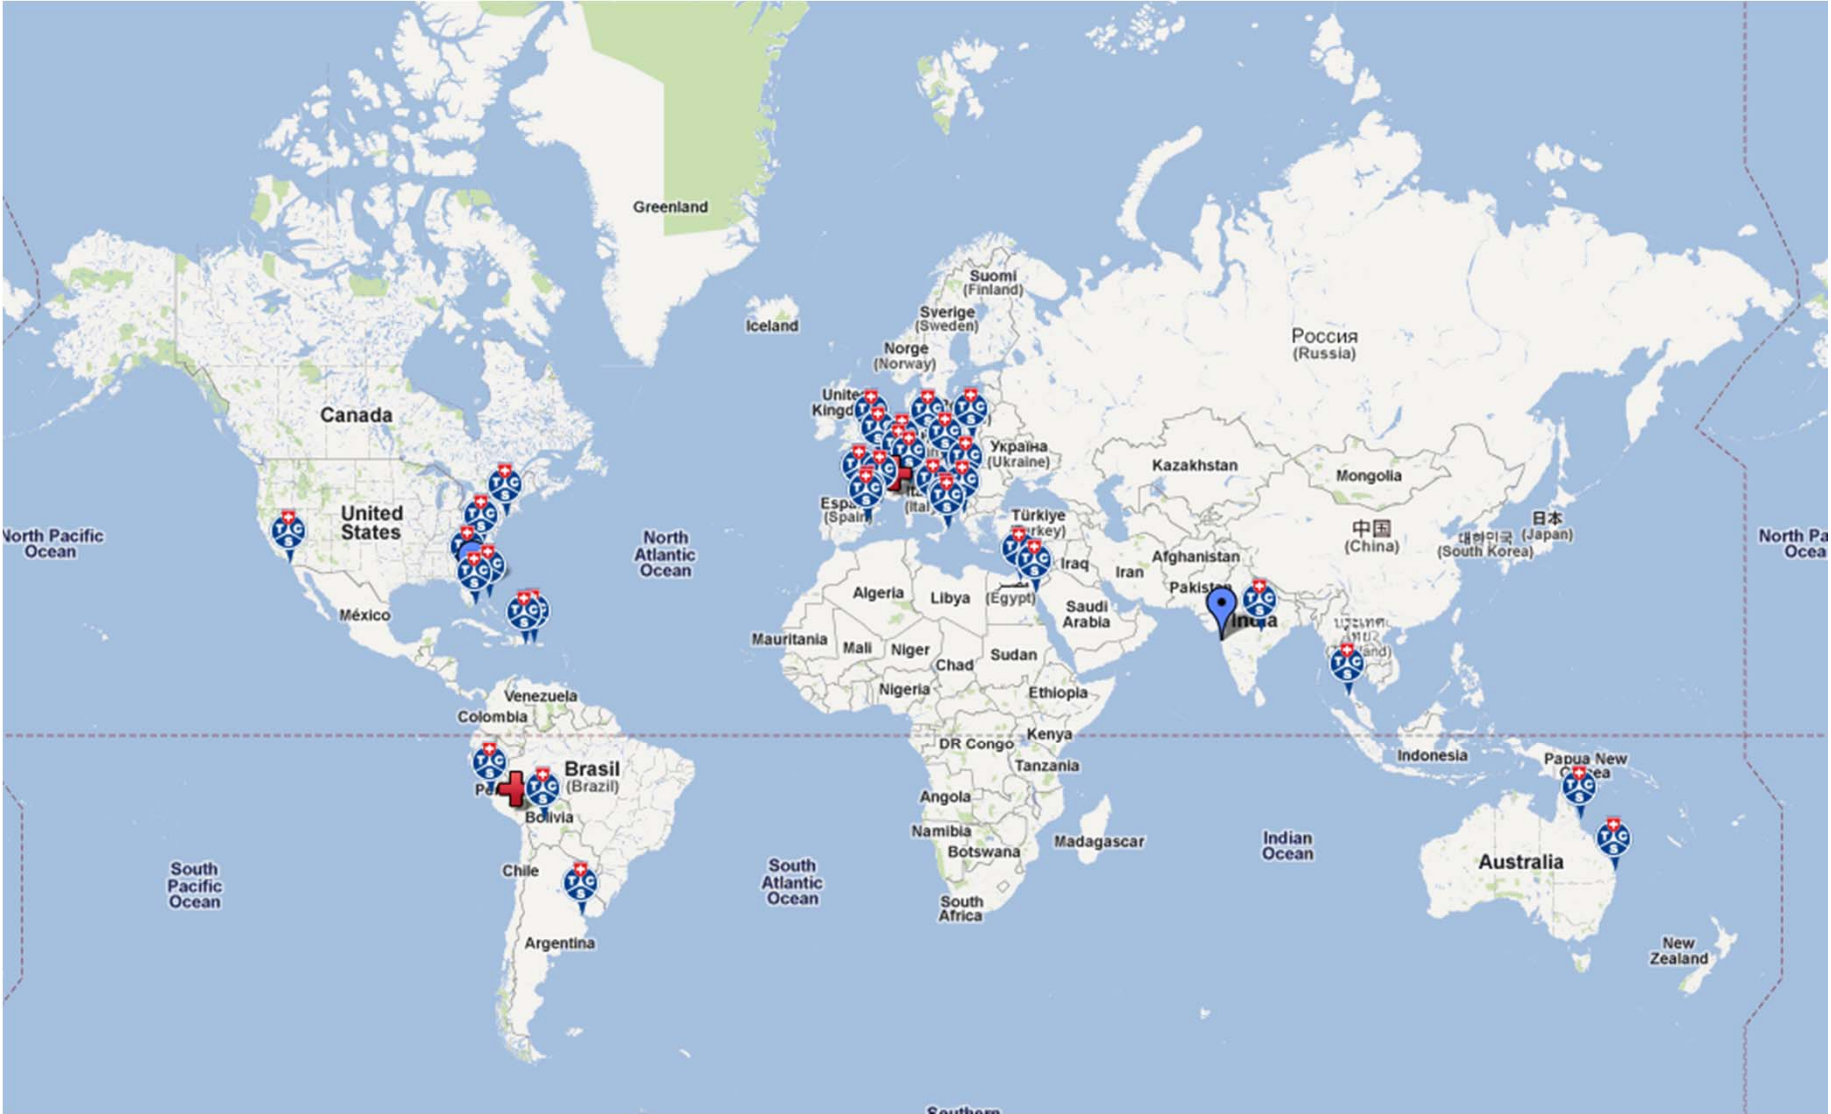 Greenland
Suomi
(Finland)
Iceland
Sverige
(Sweden)
Norge
(Norway)
Россия
(Russia)
Canada
Україна
(Ukraine)
Kazakhstan
Mongolia
United
States
North Pacific
Ocean
North
Atlantic
Ocean
(Spain)
Türkiye
中国
(China)
日本
(Japan)
대한민국
(South Korea)
North Pa
Ocea
Afghanistan
Iraq
Iran
México
Algeria
Libya
(Egypt)
Saudi
Arabia
India
Mauritania
Mali
Niger
Chad
Sudan
Nigeria
Ethiopia
Venezuela
Colombia
DR Congo
Kenya
Tanzania
Indonesia
Papua New
Brasil
(Brazil)
Bolivia
Angola
Namibia
Botswana
Madagascar
Indian
Ocean
Australia
Chile
South
Pacific
Ocean
South
Atlantic
Ocean
South
Africa
Argentina
New
Zealand
TCS